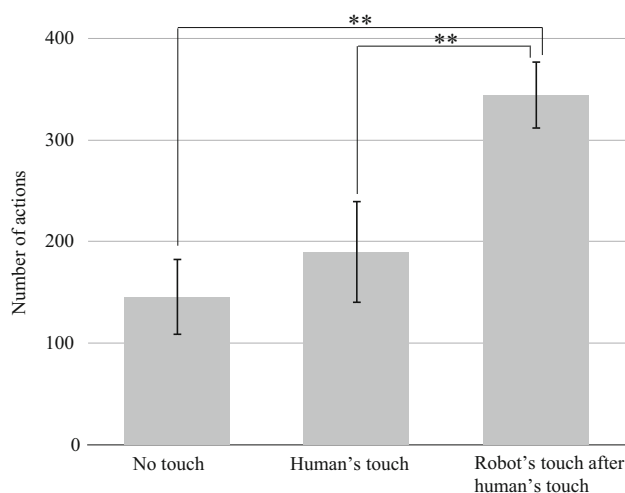 **
**
400
300
200
100
0
Number of actions
No touch
Human’s touch
Robot’s touch after
human’s touch